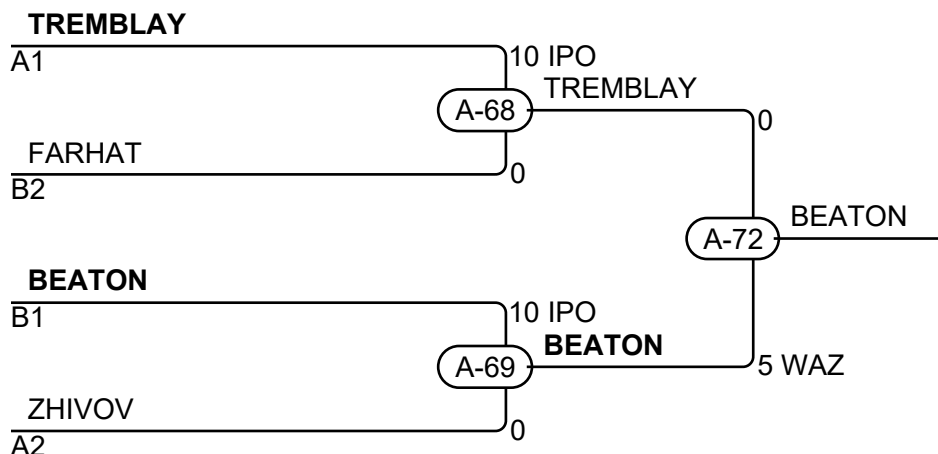 TREMBLAY
A1
10 IPO
A-68
TREMBLAY
0
FARHAT
B2
0
A-72
BEATON
BEATON
B1
10 IPO
A-69
BEATON
5 WAZ
ZHIVOV
A2
0